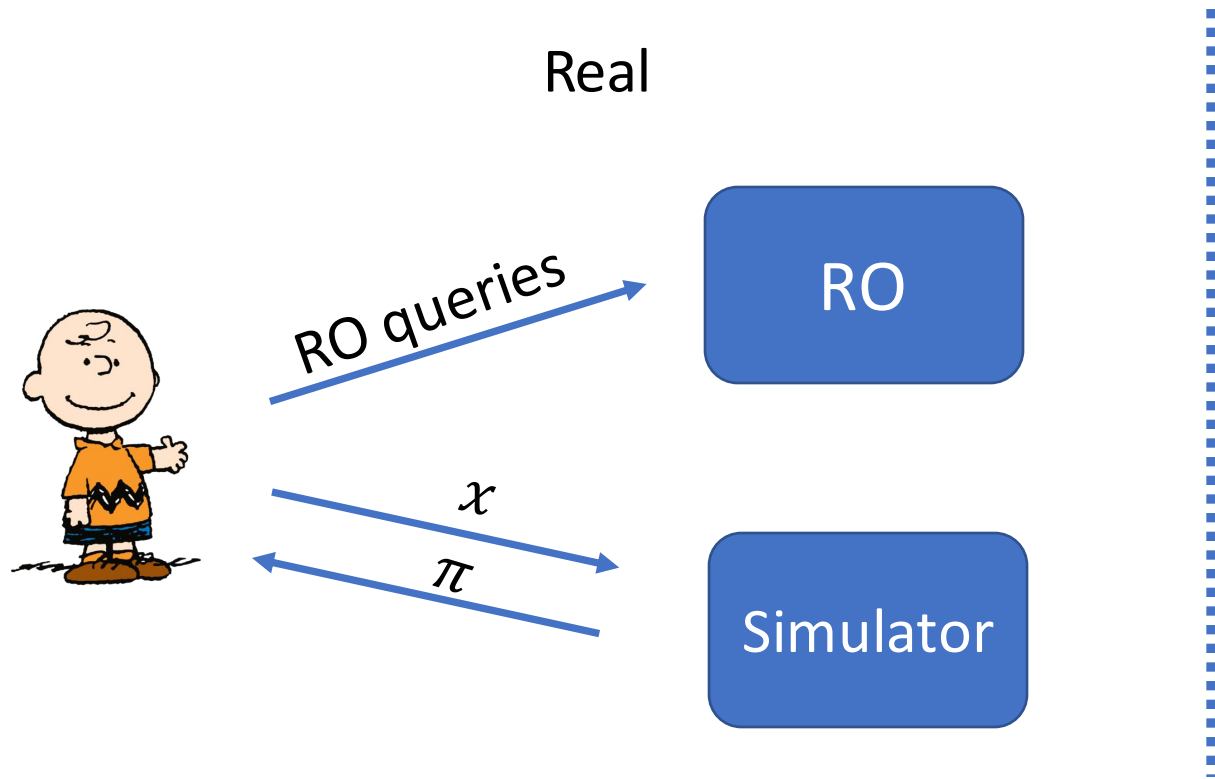 Real
RO queries
RO
𝑥
𝜋
Simulator